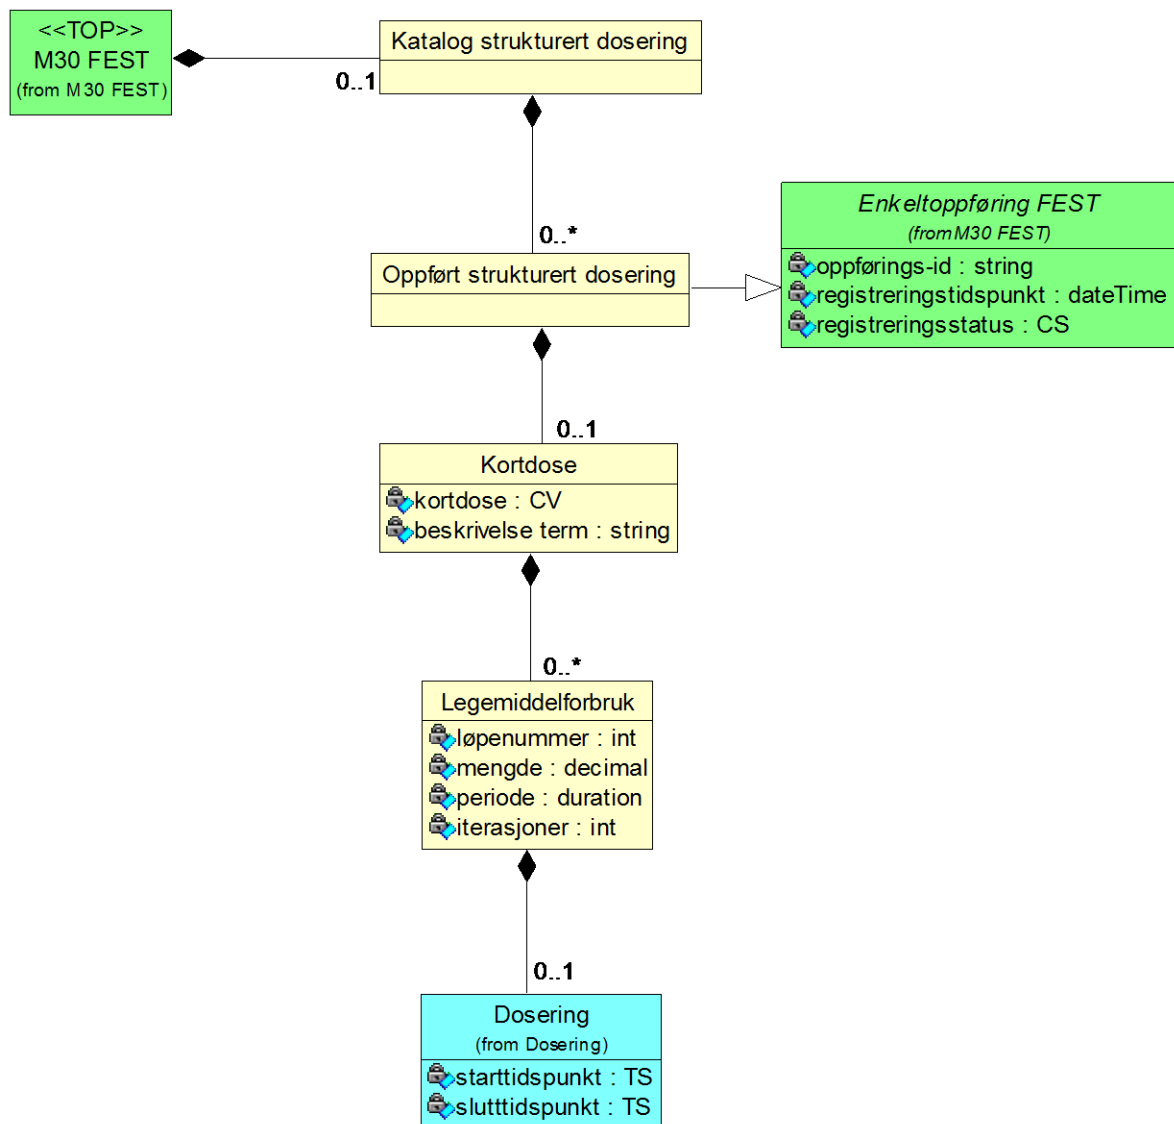 <<TOP>>
M30 FEST
(from M30 FEST)
Katalog strukturert dosering
0..1
0..*
Oppført strukturert dosering
Enkeltoppføring FEST
(from M30 FEST)
oppførings-id : string
registreringstidspunkt : dateTime
registreringsstatus : CS
0..1
Kortdose
kortdose : CV
beskrivelse term : string
0..*
Legemiddelforbruk
løpenummer : int
mengde : decimal
periode : duration
iterasjoner : int
0..1
Dosering
(from Dosering)
starttidspunkt : TS
slutttidspunkt : TS